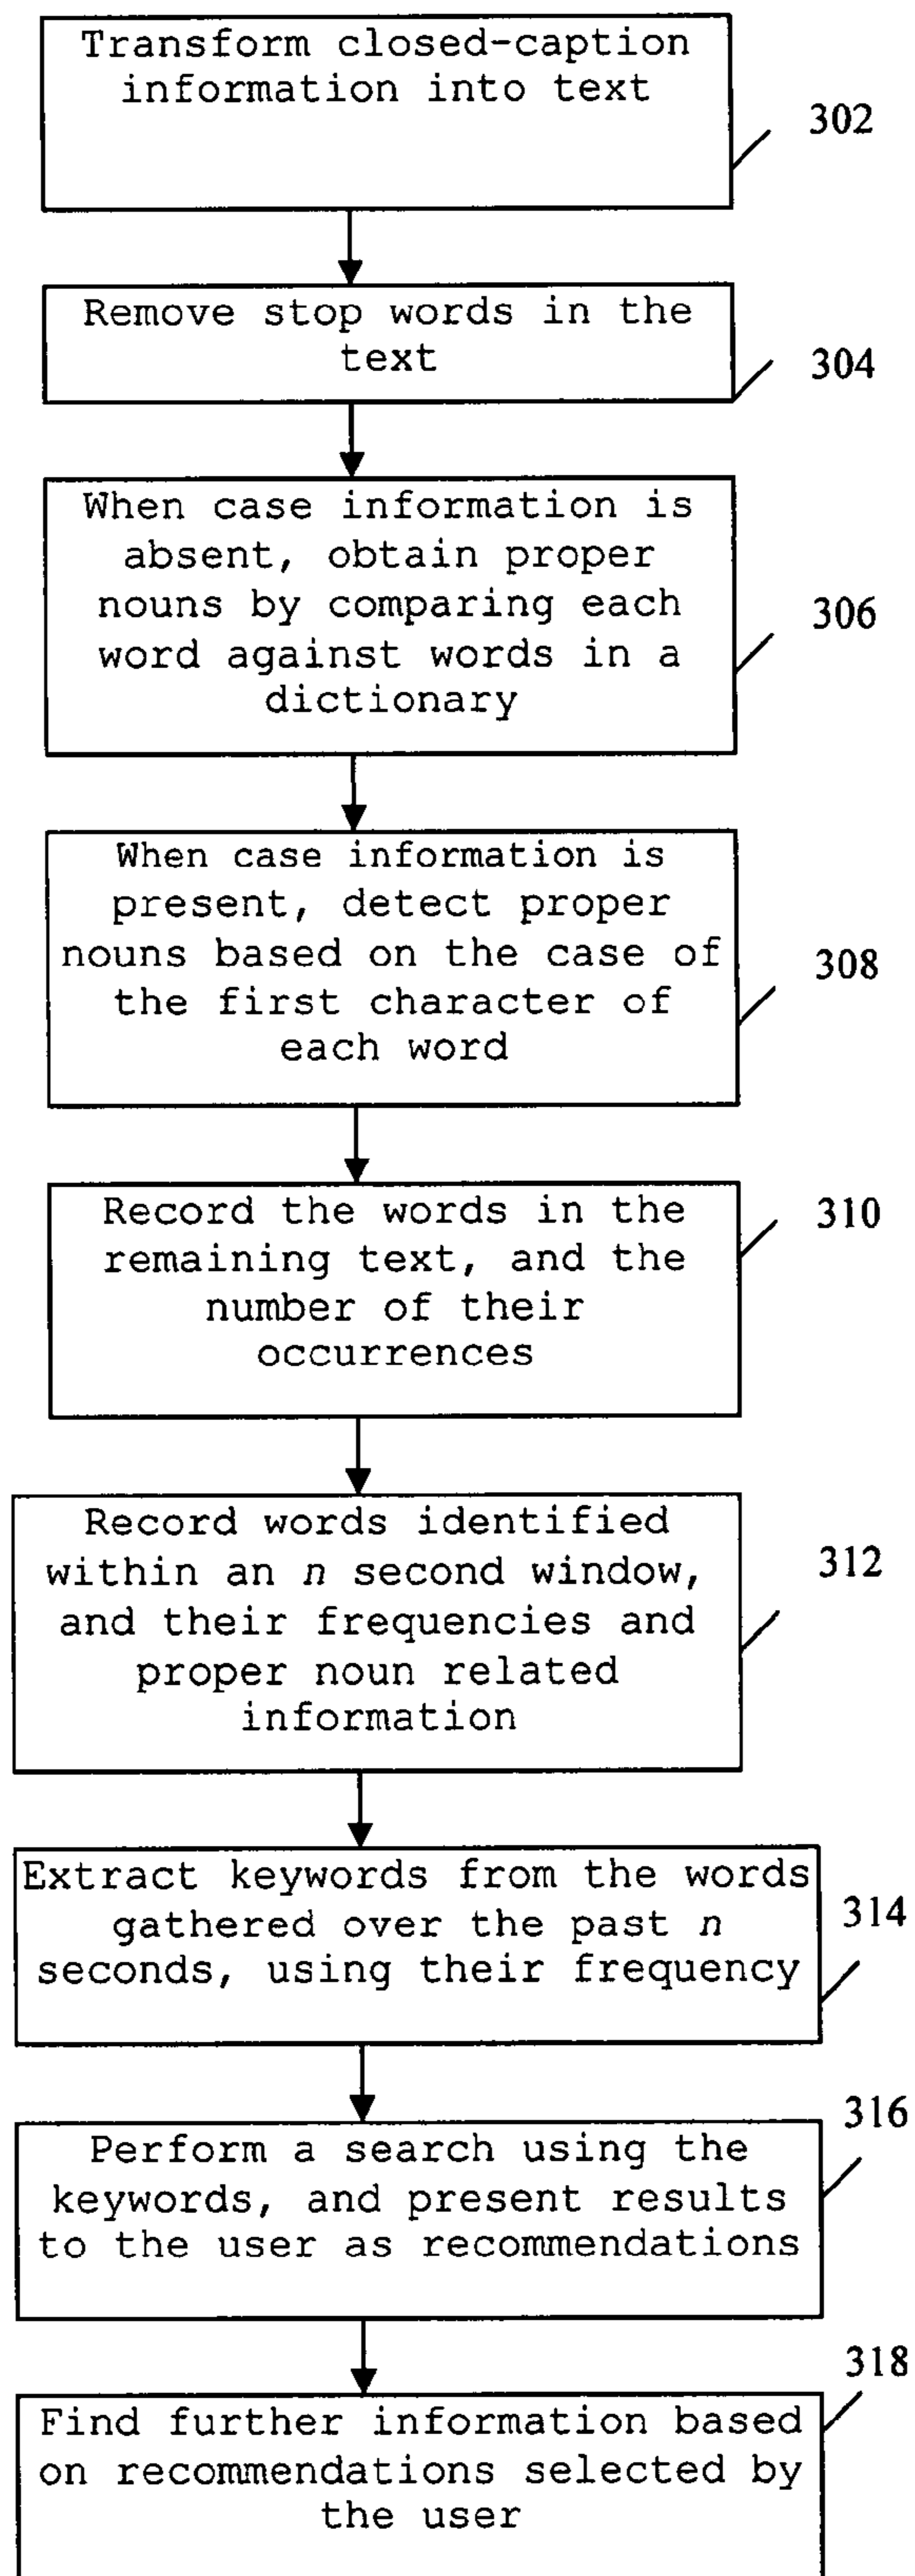 Transform closed-caption
information into text
302
Remove stop words in the
text
304
When case information is
absent, obtain proper
nouns by comparing each
word against words in a
dictionary
306
When case information is
present, detect proper
nouns based on the case of
the first character of
each word
308
Record the words in the
remaining text, and the
number of their
occurrences
310
Record words identified
within an n second window,
and their frequencies and
proper noun related
information
312
Extract keywords from the words
gathered over the past n
seconds, using their frequency
314
Perform a search using the
keywords, and present results
to the user as recommendations
316
Find further information based
on recommendations selected by
the user
318